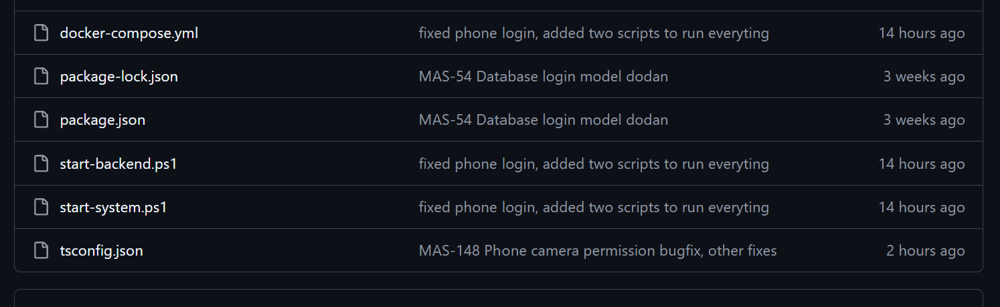 docker-compose.yml fixed phone login, added two scripts to run everyting 14 hours ago
package-lock.json MAS-54 Database login model dodan 3 weeks ago
package.json MAS-54 Database login model dodan 3 weeks ago
start-backend.ps1 fixed phone login, added two scripts to run everyting 14 hours ago
start-system.ps1 fixed phone login, added two scripts to run everyting 14 hours ago
tsconfig.json MAS-148 Phone camera permission bugfix, other fixes 2 hours ago